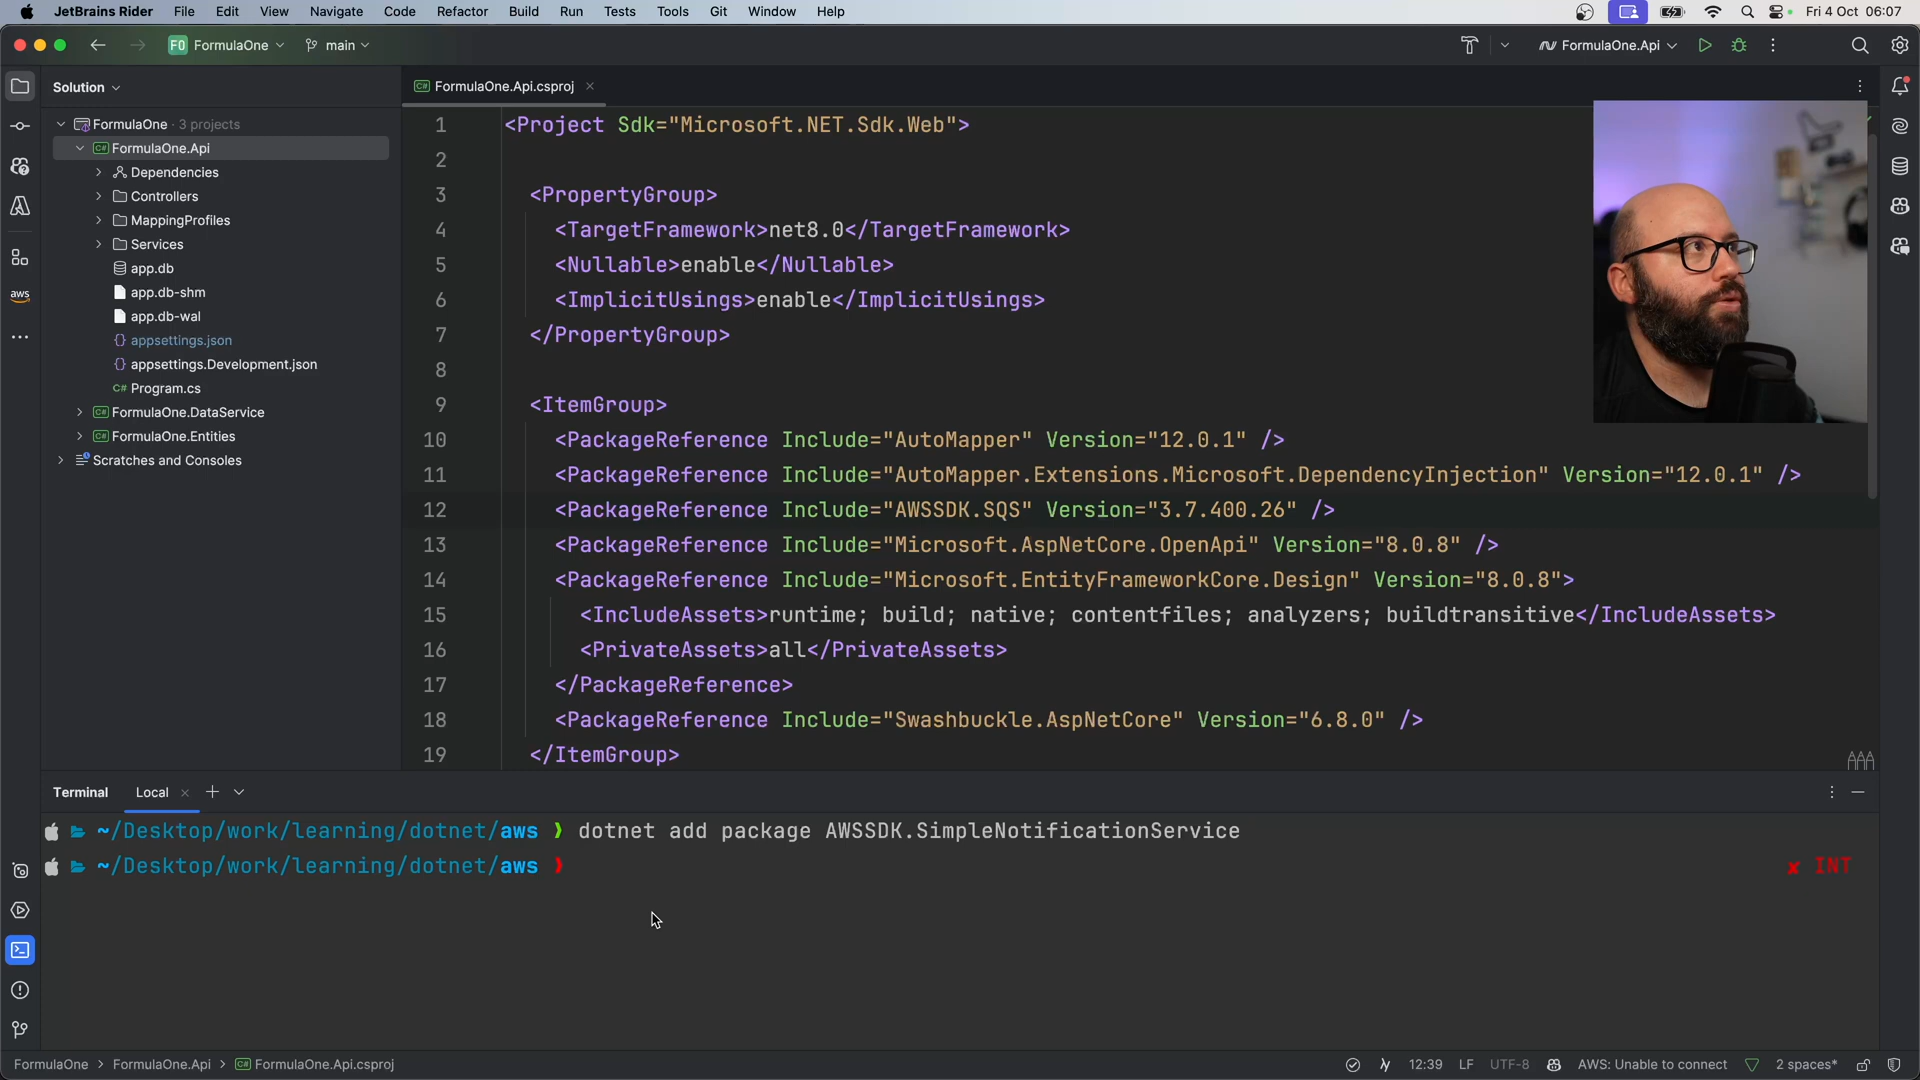 JetBrains Rider File Edit View Navigate Code Refactor Build Run Tests Tools Git Window Help Fri 4 Oct 06:07
FO FormulaOne main FormulaOne.Api
Solution
FormulaOne.Api.csproj
FormulaOne · 3 projects
FormulaOne.Api
Dependencies
Controllers
MappingProfiles
Services
app.db
app.db-shm
app.db-wal
appsettings.json
appsettings.Development.json
C# Program.cs
C# FormulaOne.DataService
C# FormulaOne.Entities
Scratches and Consoles
aws
1 <Project Sdk="Microsoft.NET.Sdk.Web">
2
3 <PropertyGroup>
4 <TargetFramework>net8.0</TargetFramework>
5 <Nullable>enable</Nullable>
6 <ImplicitUsings>enable</ImplicitUsings>
7 </PropertyGroup>
8
9 <ItemGroup>
10 <PackageReference Include="AutoMapper" Version="12.0.1" />
11 <PackageReference Include="AutoMapper.Extensions.Microsoft.DependencyInjection" Version="12.0.1" />
12 <PackageReference Include="AWSSDK.SQS" Version="3.7.400.26" />
13 <PackageReference Include="Microsoft.AspNetCore.OpenApi" Version="8.0.8" />
14 <PackageReference Include="Microsoft.EntityFrameworkCore.Design" Version="8.0.8">
15 <IncludeAssets>runtime; build; native; contentfiles; analyzers; buildtransitive</IncludeAssets>
16 <PrivateAssets>all</PrivateAssets>
17 </PackageReference>
18 <PackageReference Include="Swashbuckle.AspNetCore" Version="6.8.0" />
19 </ItemGroup>
Terminal Local
~/Desktop/work/learning/dotnet/aws ❯ dotnet add package AWSSDK.SimpleNotificationService
~/Desktop/work/learning/dotnet/aws ❯ ✘ INT
FormulaOne > FormulaOne.Api > C# FormulaOne.Api.csproj 12:39 LF UTF-8 AWS: Unable to connect 2 spaces*